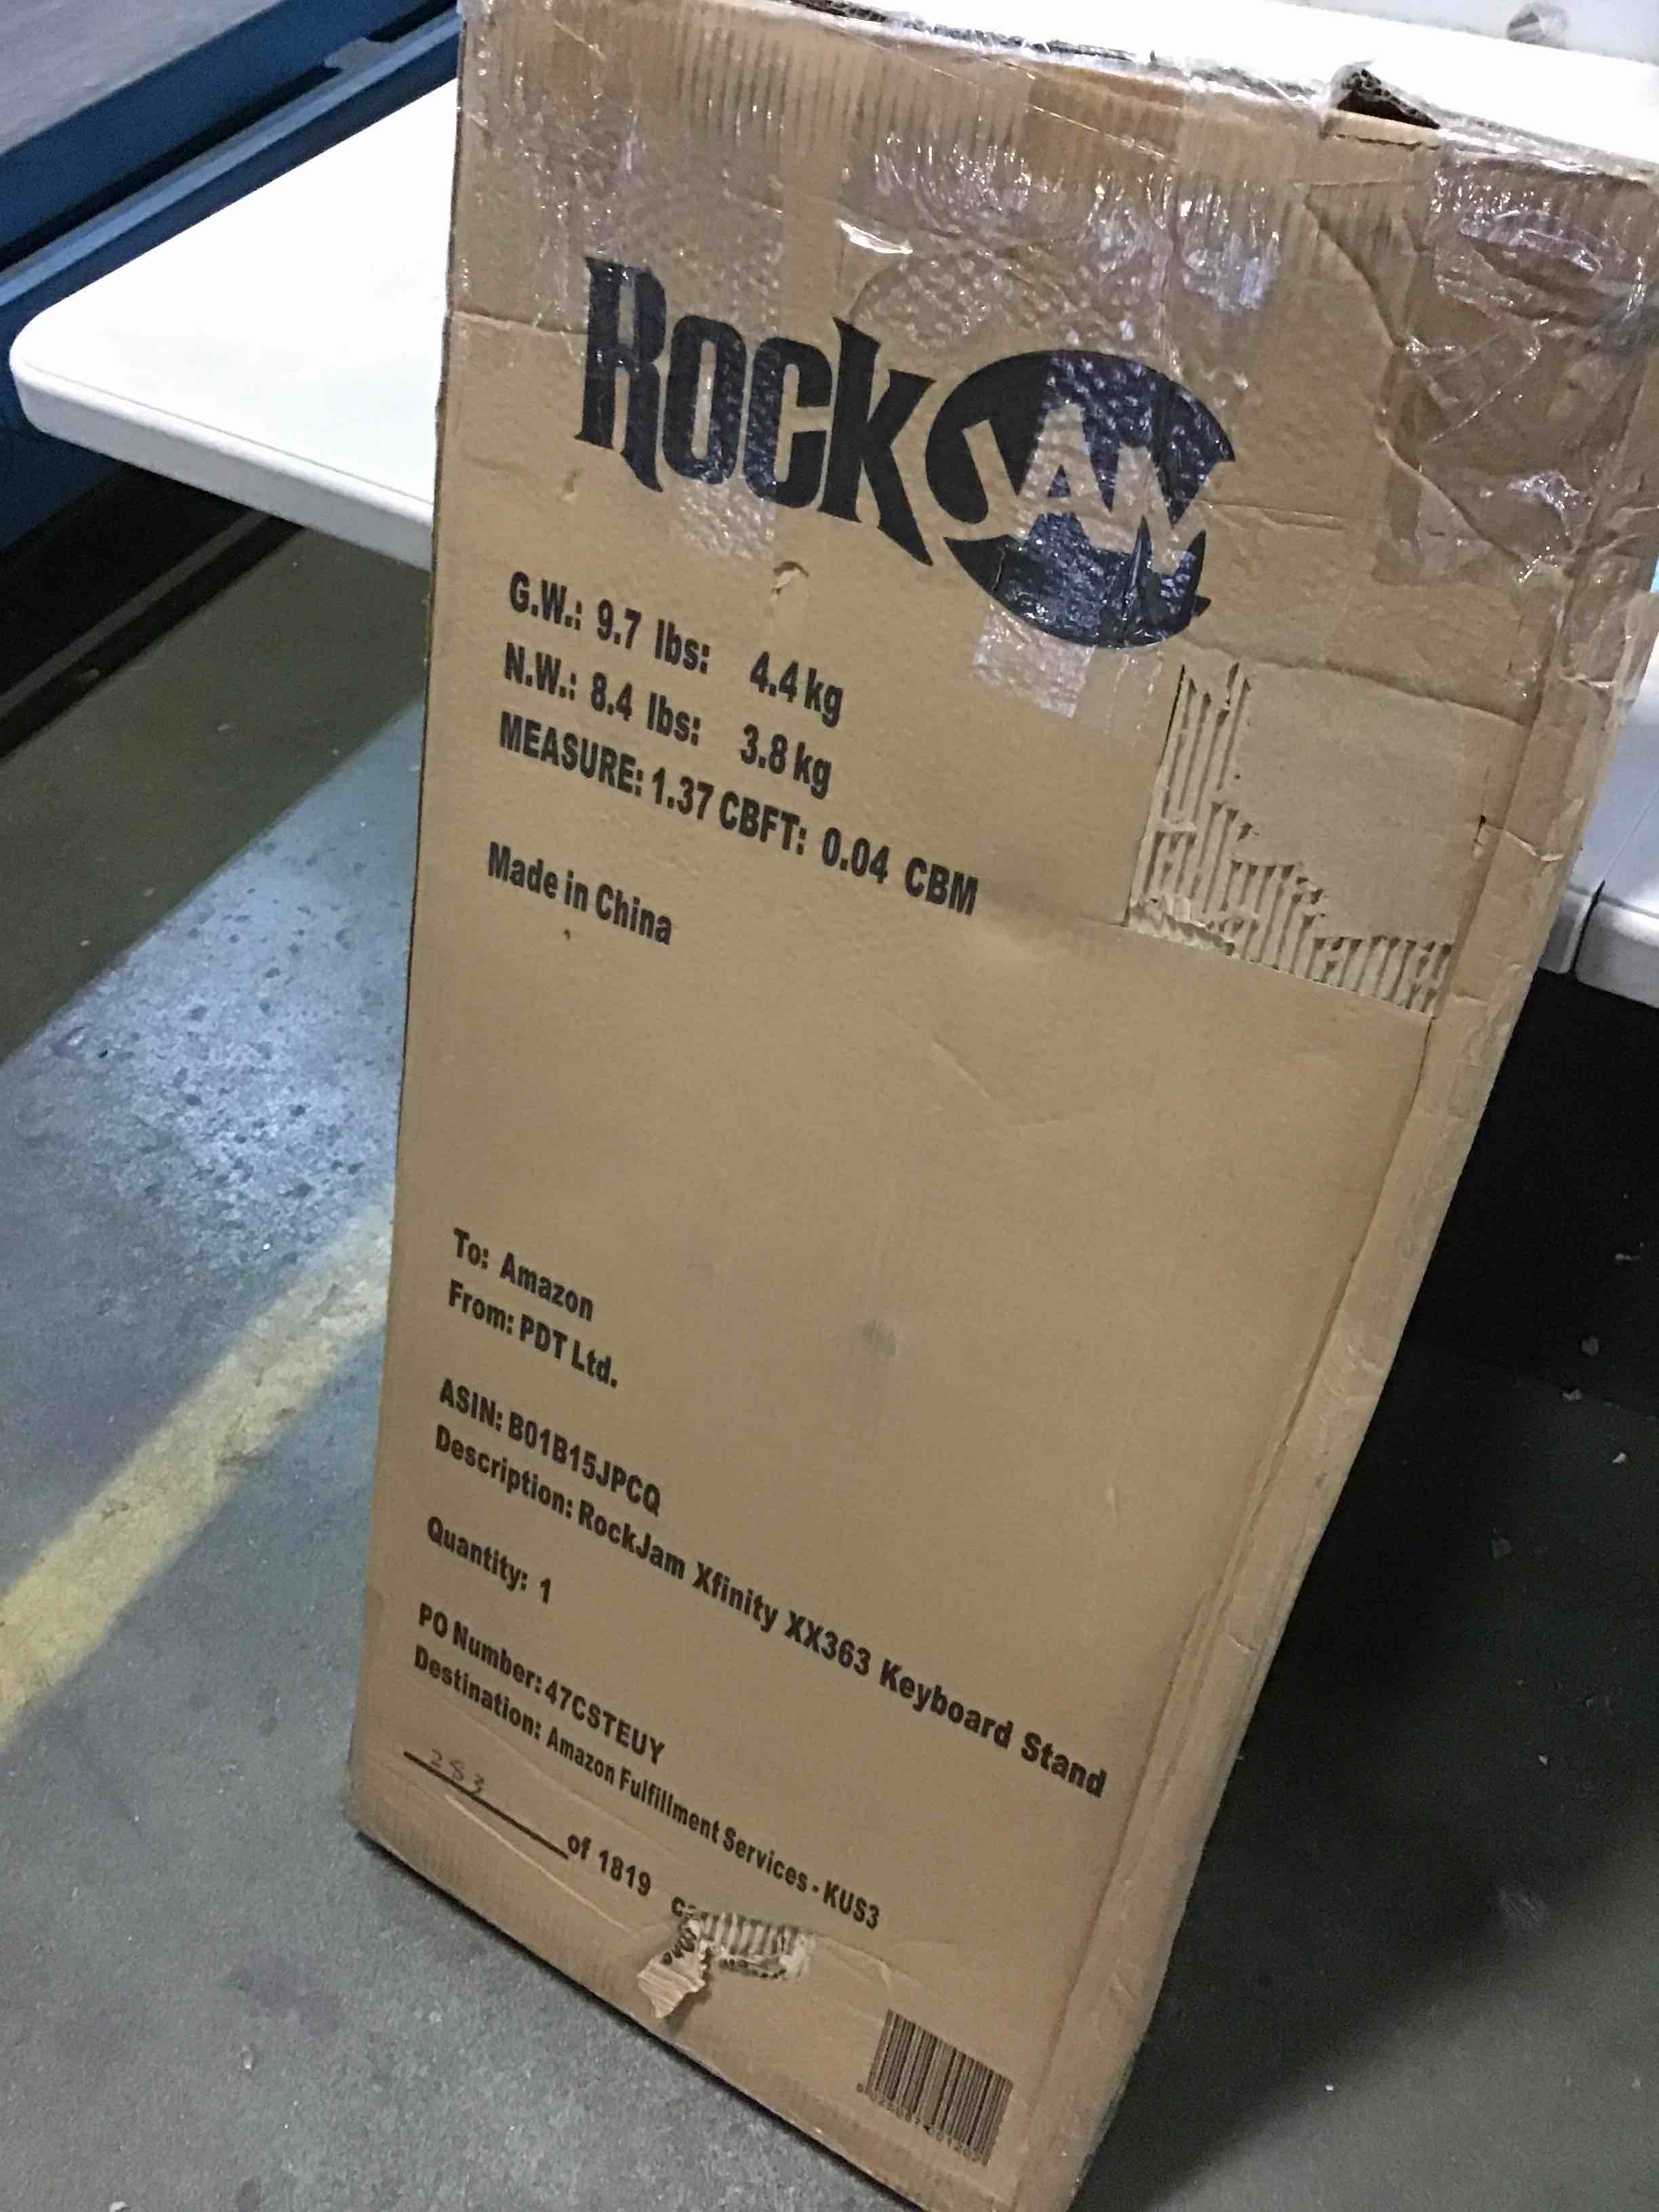 ROCKJAM
G.W.: 9.7 lbs: 4.4 kg
N.W.: 8.4 lbs: 3.8 kg
MEASURE: 1.37 CBFT: 0.04 CBM
Made in China
To: Amazon
From: PDT Ltd.
ASIN: B01B15JPCQ
Description: RockJam Xfinity XX363 Keyboard Stand
Quantity: 1
PO Number: 47CSTEUY
Destination: Amazon Fulfillment Services - KUS3
283 of 1819